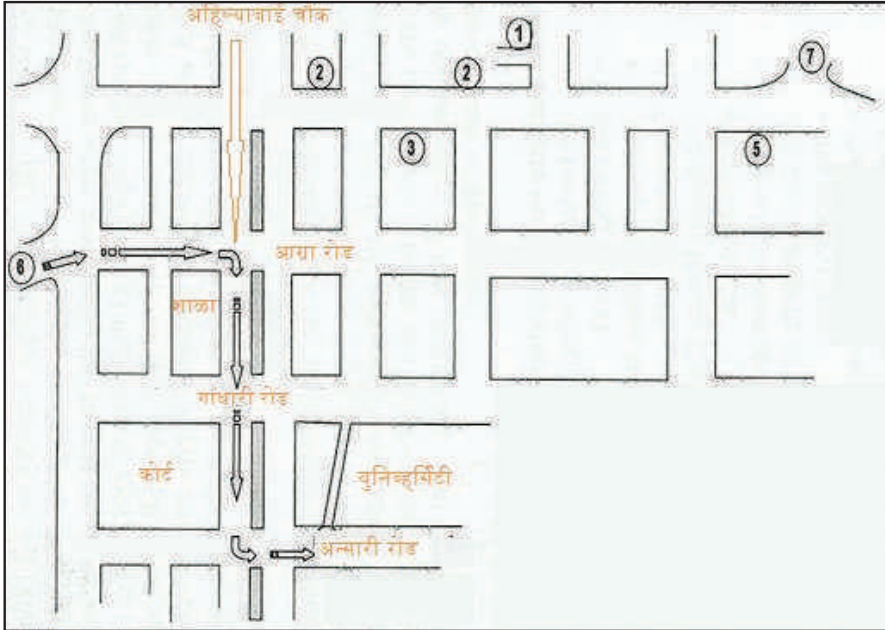 अहिल्याबाई चौक
1
2
2
7
3
5
6
आग्रा रोड
शाळा
गांधारी रोड
कोर्ट
युनिव्हर्सिटी
अन्सारी रोड